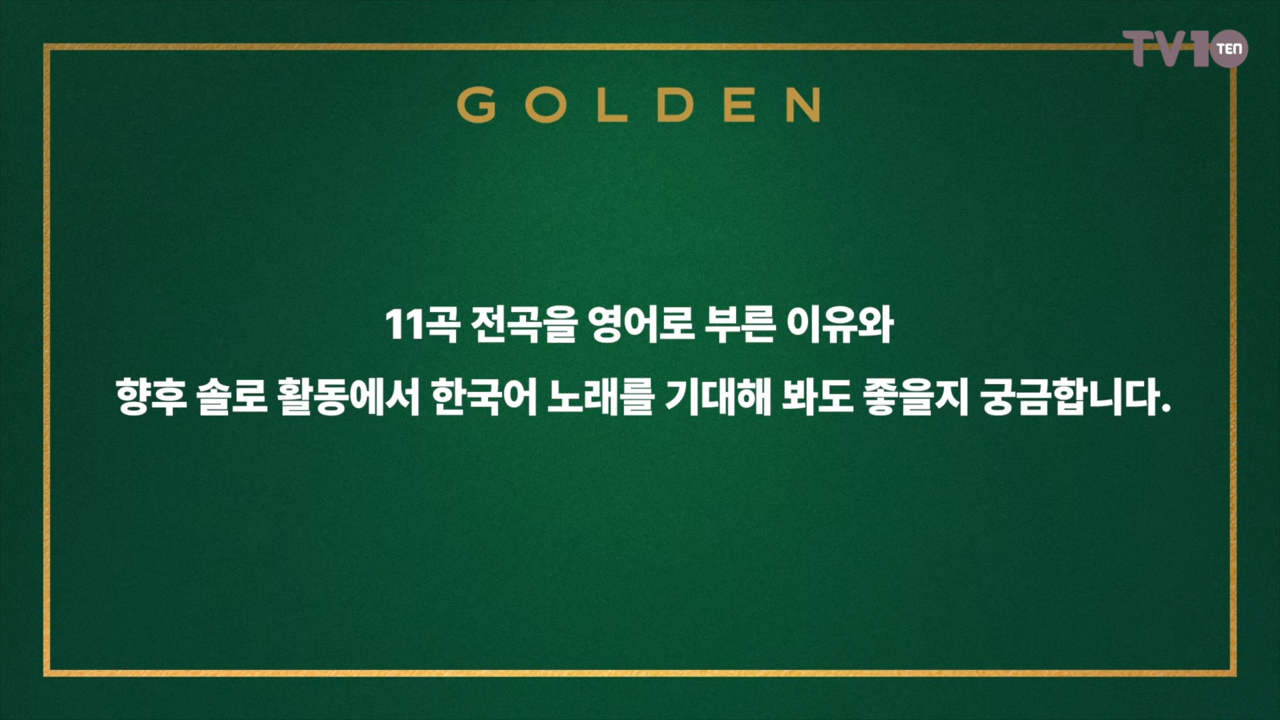 TV10
TEN
GOLDEN
11곡 전곡을 영어로 부른 이유와
향후 솔로 활동에서 한국어 노래를 기대해 봐도 좋을지 궁금합니다.